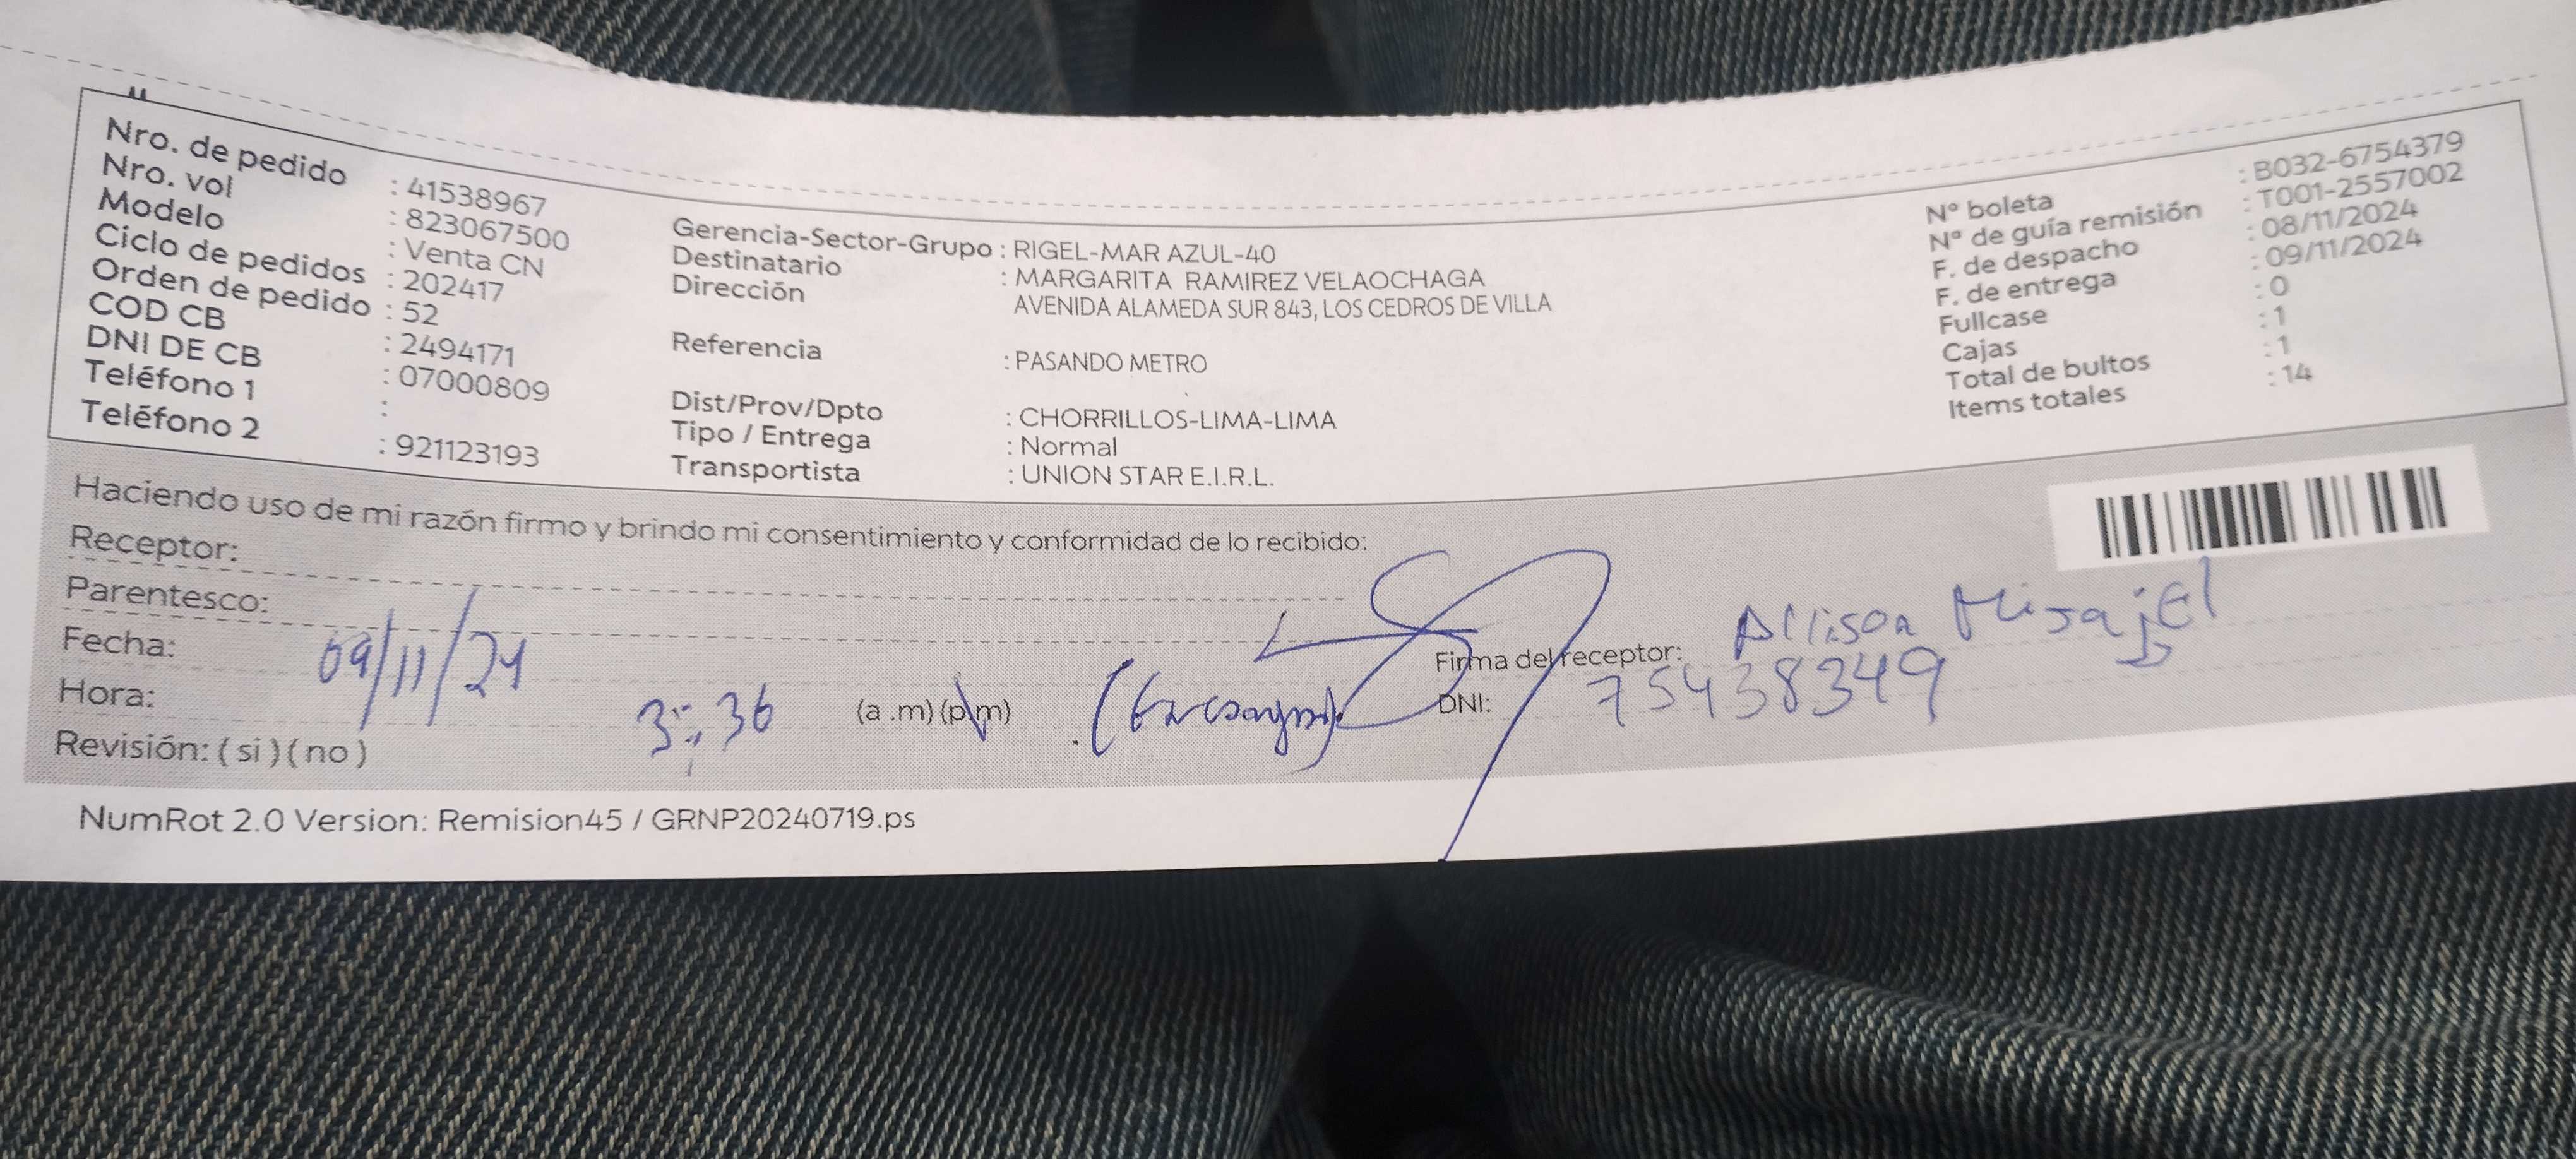 Nro. de pedido : 41538967
Nro. vol : 823067500
Modelo : Venta CN
Ciclo de pedidos : 202417
Orden de pedido : 52
COD CB : 2494171
DNI DE CB : 07000809
Teléfono 1 :
Teléfono 2 : 921123193
Gerencia-Sector-Grupo : RIGEL-MAR AZUL-40
Destinatario : MARGARITA RAMIREZ VELAOCHAGA
Dirección AVENIDA ALAMEDA SUR 843, LOS CEDROS DE VILLA
Referencia : PASANDO METRO
Dist/Prov/Dpto : CHORRILLOS-LIMA-LIMA
Tipo / Entrega : Normal
Transportista : UNION STAR E.I.R.L.
N° boleta : B032-6754379
N° de guía remisión : T001-2557002
F. de despacho : 08/11/2024
F. de entrega : 09/11/2024
Fullcase : 0
Cajas : 1
Total de bultos : 1
Items totales : 14
Haciendo uso de mi razón firmo y brindo mi consentimiento y conformidad de lo recibido:
Receptor:
Parentesco:
Fecha: 09/11/24
Hora: 3:36 (a .m) (p.m)
Revisión: ( si ) ( no )
Firma del receptor: Allison
DNI: 75438349
NumRot 2.0 Version: Remision45 / GRNP20240719.ps